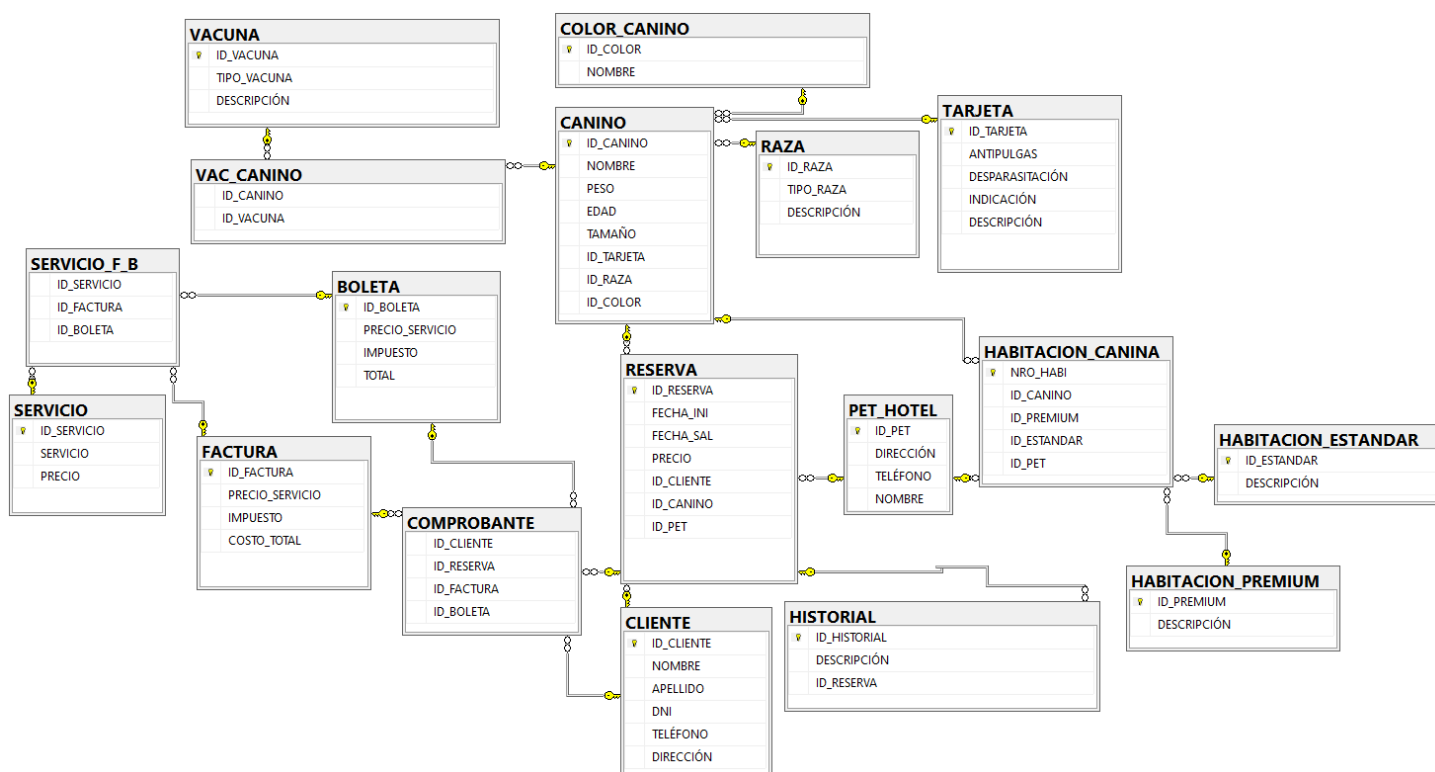 VACUNA
ID_VACUNA
TIPO_VACUNA
DESCRIPCIÓN
COLOR_CANINO
ID_COLOR
NOMBRE
CANINO
ID_CANINO
NOMBRE
PESO
EDAD
TAMAÑO
ID_TARJETA
ID_RAZA
ID_COLOR
TARJETA
ID_TARJETA
ANTIPULGAS
DESPARASITACIÓN
INDICACIÓN
DESCRIPCIÓN
RAZA
ID_RAZA
TIPO_RAZA
DESCRIPCIÓN
VAC_CANINO
ID_CANINO
ID_VACUNA
SERVICIO_F_B
ID_SERVICIO
ID_FACTURA
ID_BOLETA
BOLETA
ID_BOLETA
PRECIO_SERVICIO
IMPUESTO
TOTAL
SERVICIO
ID_SERVICIO
SERVICIO
PRECIO
FACTURA
ID_FACTURA
PRECIO_SERVICIO
IMPUESTO
COSTO_TOTAL
COMPROBANTE
ID_CLIENTE
ID_RESERVA
ID_FACTURA
ID_BOLETA
RESERVA
ID_RESERVA
FECHA_INI
FECHA_SAL
PRECIO
ID_CLIENTE
ID_CANINO
ID_PET
PET_HOTEL
ID_PET
DIRECCIÓN
TELÉFONO
NOMBRE
HABITACION_CANINA
NRO_HABI
ID_CANINO
ID_PREMIUM
ID_ESTANDAR
ID_PET
HABITACION_ESTANDAR
ID_ESTANDAR
DESCRIPCIÓN
HABITACION_PREMIUM
ID_PREMIUM
DESCRIPCIÓN
CLIENTE
ID_CLIENTE
NOMBRE
APELLIDO
DNI
TELÉFONO
DIRECCIÓN
HISTORIAL
ID_HISTORIAL
DESCRIPCIÓN
ID_RESERVA